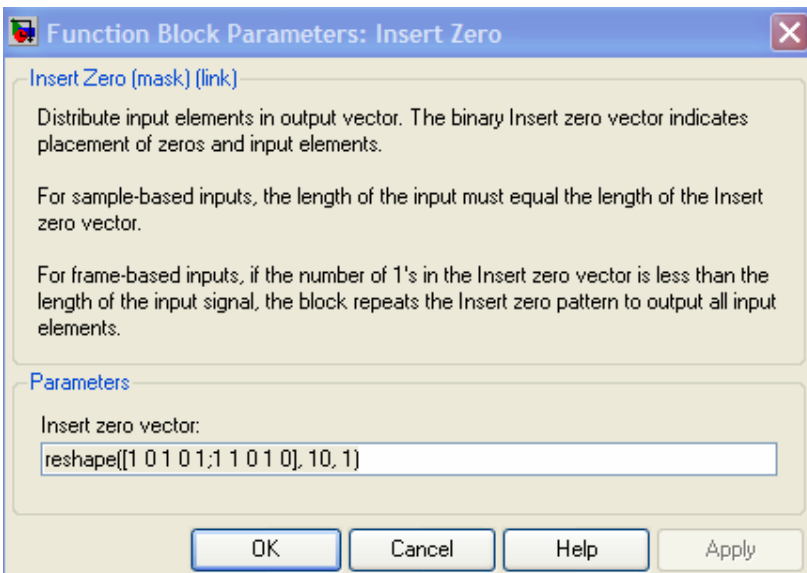 Function Block Parameters: Insert Zero
Insert Zero (mask) (link)
Distribute input elements in output vector. The binary Insert zero vector indicates
placement of zeros and input elements.
For sample-based inputs, the length of the input must equal the length of the Insert
zero vector.
For frame-based inputs, if the number of 1's in the Insert zero vector is less than the
length of the input signal, the block repeats the Insert zero pattern to output all input
elements.
Parameters
Insert zero vector:
reshape([1 0 1 0 1;1 1 0 1 0], 10, 1)
OK Cancel Help Apply